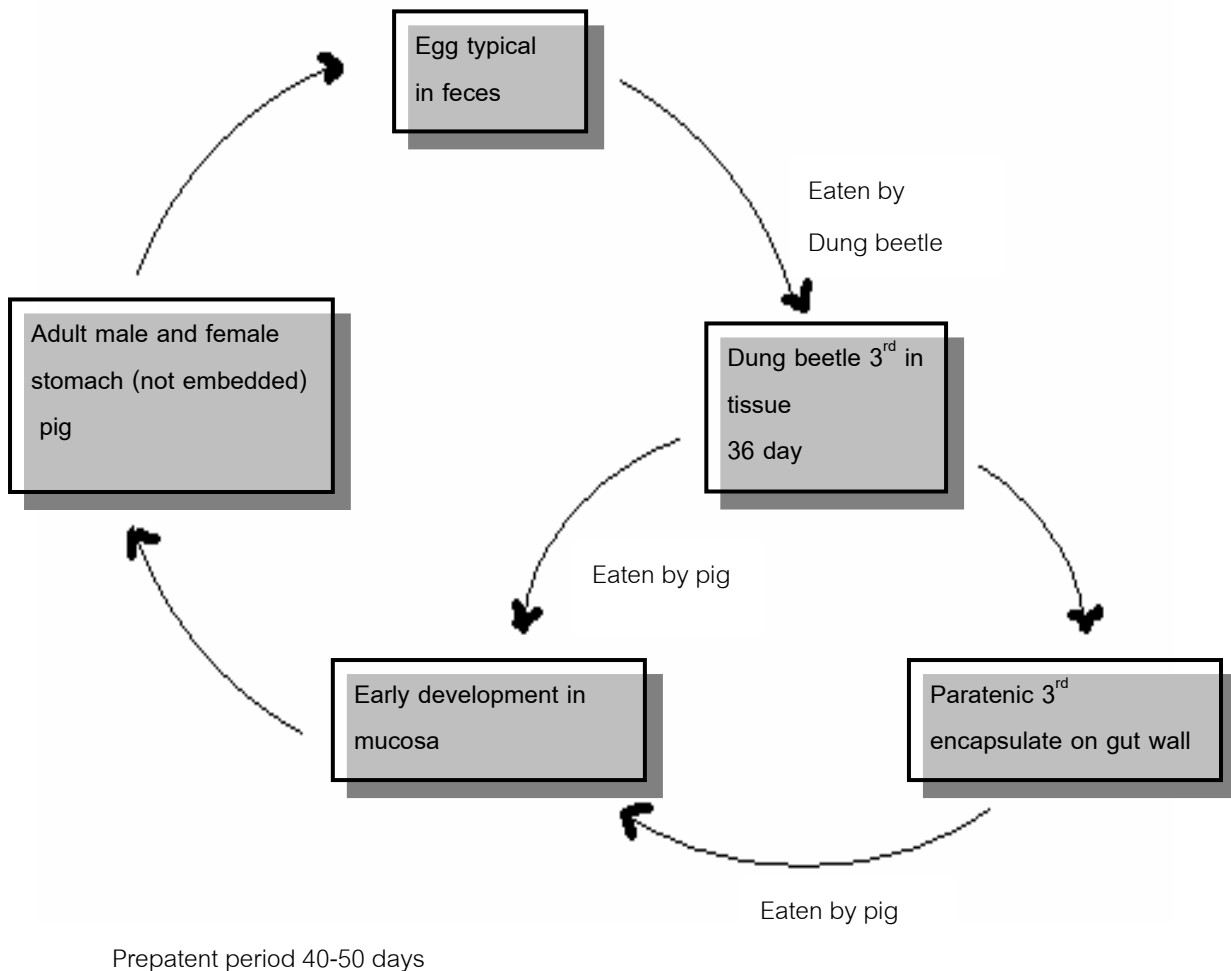 Egg typical
in feces
Eaten by
Dung beetle
Adult male and female
stomach (not embedded)
pig
Dung beetle 3rd in
tissue
36 day
Eaten by pig
Early development in
mucosa
Paratenic 3rd
encapsulate on gut wall
Eaten by pig
Prepatent period 40-50 days